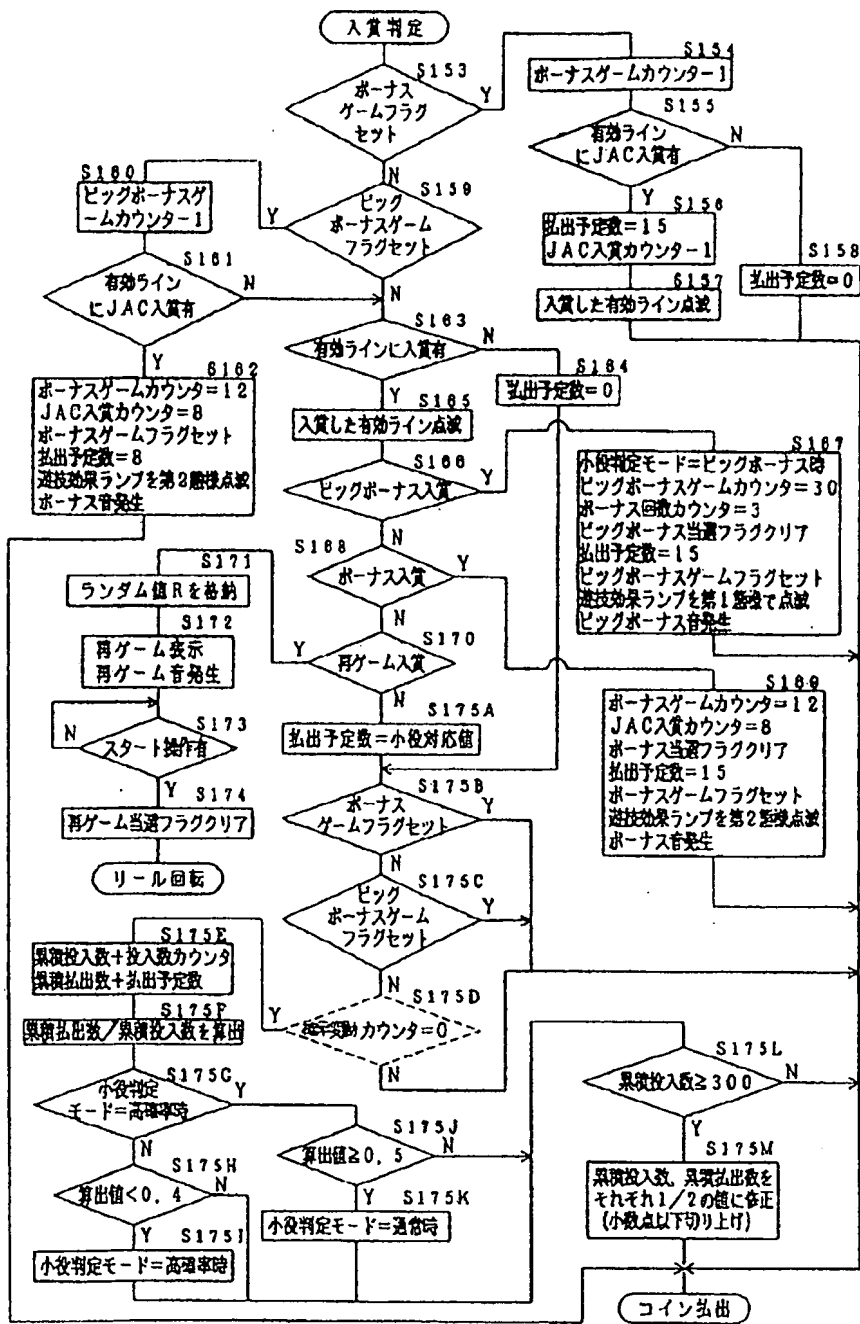 入賞判定
S153
ボーナス
ゲームフラグ
セット
Y
N
S154
ボーナスゲームカウンター1
S155
有効ライン
にJAC入賞有
N
Y
S156
払出予定数=15
JAC入賞カウンター1
S157
入賞した有効ライン点滅
S158
払出予定数=0
S159
ビッグ
ボーナスゲーム
フラグセット
Y
N
S160
ビッグボーナスゲ
ームカウンター1
S161
有効ライン
にJAC入賞有
N
Y
S162
ボーナスゲームカウンタ=12
JAC入賞カウンタ=8
ボーナスゲームフラグセット
払出予定数=8
遊技効果ランプを第2態様点滅
ボーナス音発生
S163
有効ラインに入賞有
N
Y
S164
払出予定数=0
S165
入賞した有効ライン点滅
S166
ビッグボーナス入賞
Y
N
S167
小役判定モード=ビッグボーナス時
ビッグボーナスゲームカウンタ=30
ボーナス回数カウンタ=3
ビッグボーナス当選フラグクリア
払出予定数=15
ビッグボーナスゲームフラグセット
遊技効果ランプを第1態様で点滅
ビッグボーナス音発生
S168
ボーナス入賞
Y
N
S169
ボーナスゲームカウンタ=12
JAC入賞カウンタ=8
ボーナス当選フラグクリア
払出予定数=15
ボーナスゲームフラグセット
遊技効果ランプを第2態様点滅
ボーナス音発生
S170
再ゲーム入賞
Y
N
S171
ランダム値Rを格納
S172
再ゲーム表示
再ゲーム音発生
S173
スタート操作有
N
Y
S174
再ゲーム当選フラグクリア
リール回転
S175A
払出予定数=小役対応値
S175B
ボーナス
ゲームフラグセット
Y
N
S175C
ビッグ
ボーナスゲーム
フラグセット
Y
N
S175D
カウンタ=0
Y
N
S175E
累積投入数+投入数カウンタ
累積払出数+払出予定数
S175F
累積払出数/累積投入数を算出
S175G
小役判定
モード=高確率時
Y
N
S175H
算出値<0.4
N
Y
S175I
小役判定モード=高確率時
S175J
算出値≧0.5
N
Y
S175K
小役判定モード=通常時
S175L
累積投入数≧300
N
Y
S175M
累積投入数、累積払出数を
それぞれ1/2の値に修正
(小数点以下切り上げ)
コイン払出